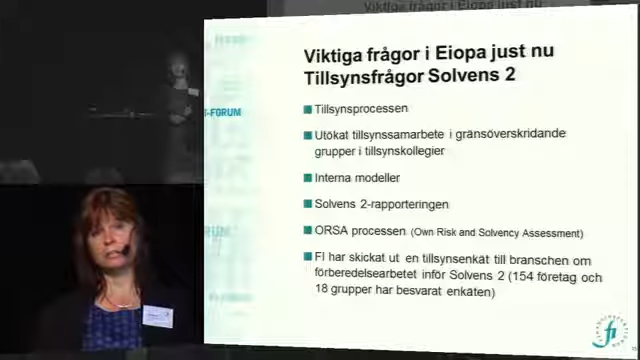 Viktiga frågor i Eiopa just nu
Viktiga frågor i Eiopa just nu
Tillsynsfrågor Solvens 2
Tillsynsprocessen
Utökat tillsynssamarbete i gränsöverskridande
grupper i tillsynskollegier
Interna modeller
Solvens 2-rapporteringen
ORSA processen (Own Risk and Solvency Assessment)
FI har skickat ut en tillsynsenkät till branschen om
förberedelsearbetet inför Solvens 2 (154 företag och
18 grupper har besvarat enkäten)
I-FORUM
fi